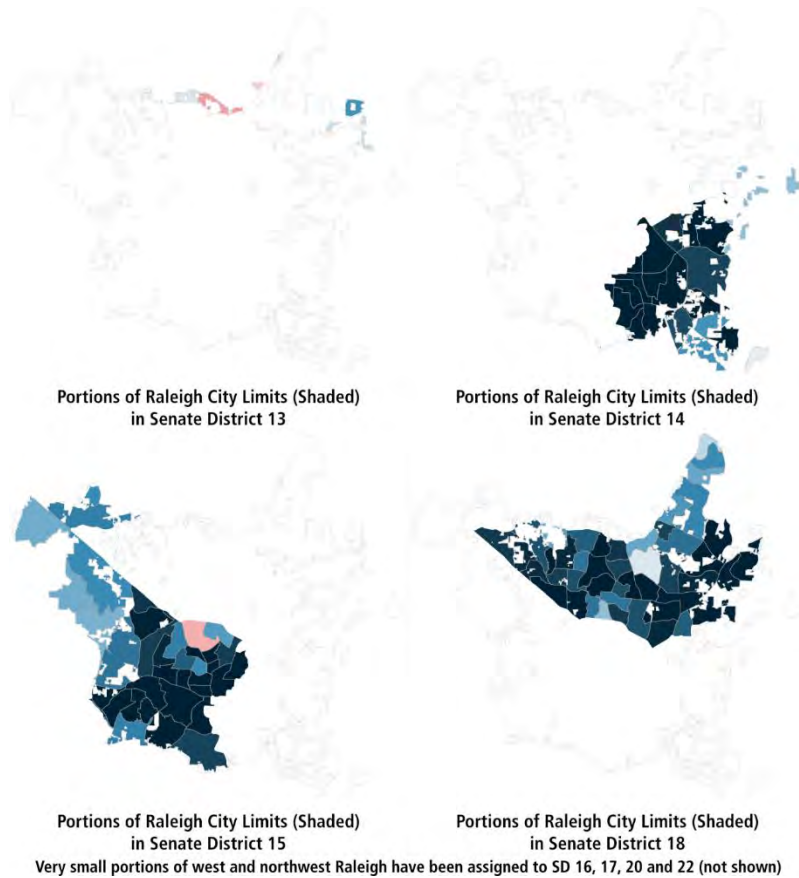 Portions of Raleigh City Limits (Shaded)
in Senate District 13
Portions of Raleigh City Limits (Shaded)
in Senate District 14
Portions of Raleigh City Limits (Shaded)
in Senate District 15
Portions of Raleigh City Limits (Shaded)
in Senate District 18
Very small portions of west and northwest Raleigh have been assigned to SD 16, 17, 20 and 22 (not shown)